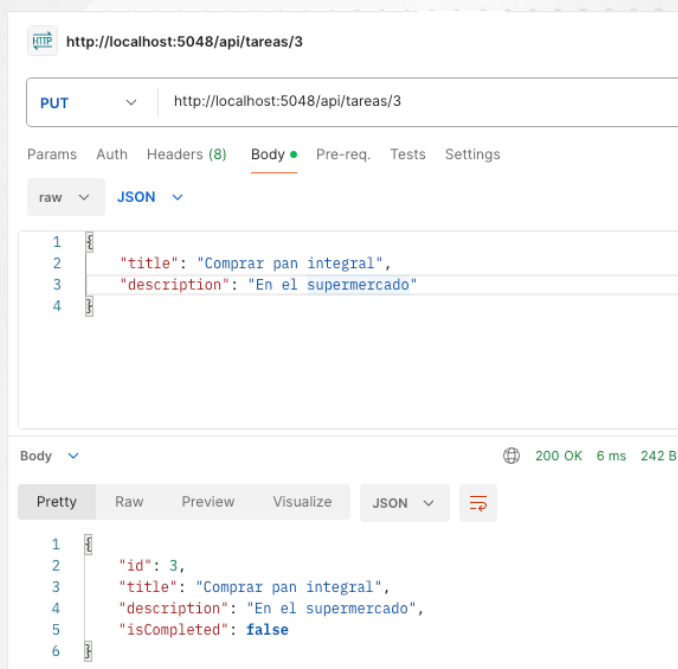 HTTP http://localhost:5048/api/tareas/3
PUT http://localhost:5048/api/tareas/3
Params Auth Headers (8) Body Pre-req. Tests Settings
raw JSON
1 {
2 "title": "Comprar pan integral",
3 "description": "En el supermercado"
4 }
Body 200 OK 6 ms 242 B
Pretty Raw Preview Visualize JSON
1 {
2 "id": 3,
3 "title": "Comprar pan integral",
4 "description": "En el supermercado",
5 "isCompleted": false
6 }